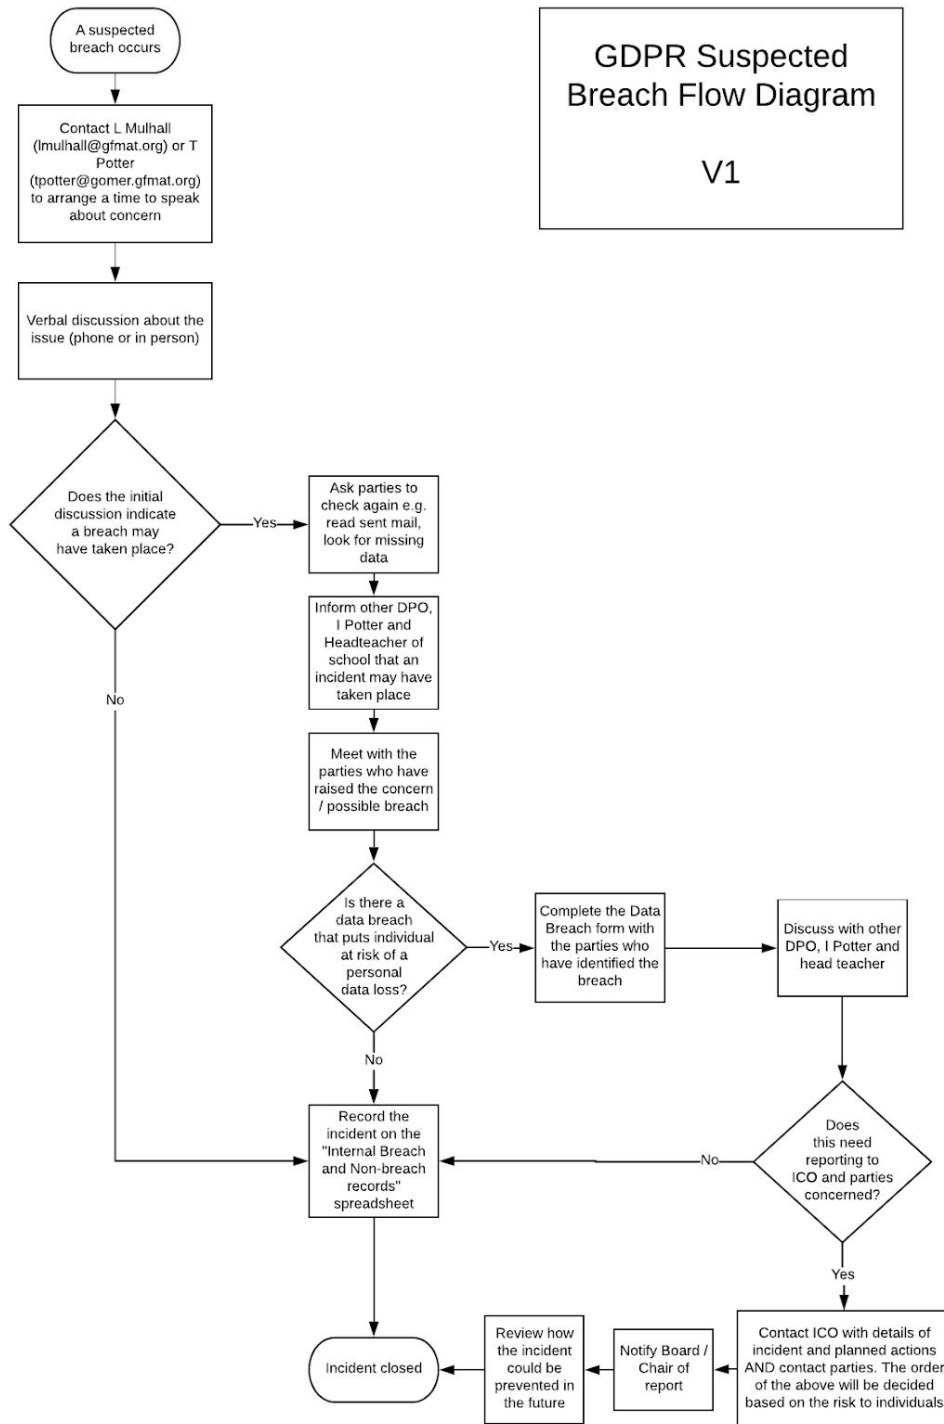 A suspected
breach occurs
GDPR Suspected
Breach Flow Diagram
V1
Contact L Mulhall
(lmulhall@gfmat.org) or T
Potter
(tpotter@gomer.gfmat.org)
to arrange a time to speak
about concern
Verbal discussion about the
issue (phone or in person)
Does the initial
discussion indicate
a breach may
have taken place?
Yes
Ask parties to
check again e.g.
read sent mail,
look for missing
data
Inform other DPO,
I Potter and
Headteacher of
school that an
incident may have
taken place
No
Meet with the
parties who have
raised the concern
/ possible breach
Is there a
data breach
that puts individual
at risk of a
personal
data loss?
Yes
Complete the Data
Breach form with
the parties who
have identified the
breach
Discuss with other
DPO, I Potter and
head teacher
No
Record the
incident on the
"Internal Breach
and Non-breach
records"
spreadsheet
No
Does
this need
reporting to
ICO and parties
concerned?
Yes
Incident closed
Review how
the incident
could be
prevented in
the future
Notify Board /
Chair of
report
Contact ICO with details of
incident and planned actions
AND contact parties. The order
of the above will be decided
based on the risk to individuals